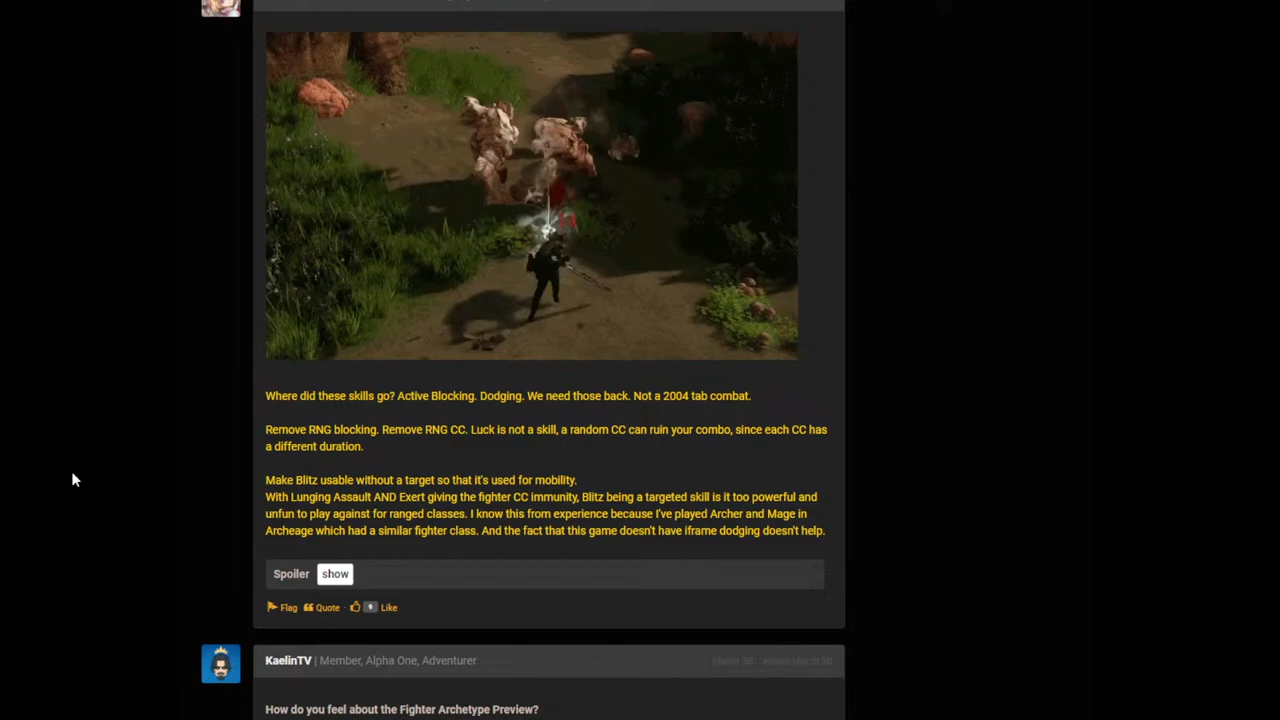 Where did these skills go? Active Blocking. Dodging. We need those back. Not a 2004 tab combat.
Remove RNG blocking. Remove RNG CC. Luck is not a skill, a random CC can ruin your combo, since each CC has
a different duration.
Make Blitz usable without a target so that it's used for mobility.
With Lunging Assault AND Exert giving the fighter CC immunity, Blitz being a targeted skill is it too powerful and
unfun to play against for ranged classes. I know this from experience because I've played Archer and Mage in
Archeage which had a similar fighter class. And the fact that this game doesn't have iframe dodging doesn't help.
Spoiler show
Flag Quote · 9 Like
KaelinTV | Member, Alpha One, Adventurer March 30 edited March 30
How do you feel about the Fighter Archetype Preview?